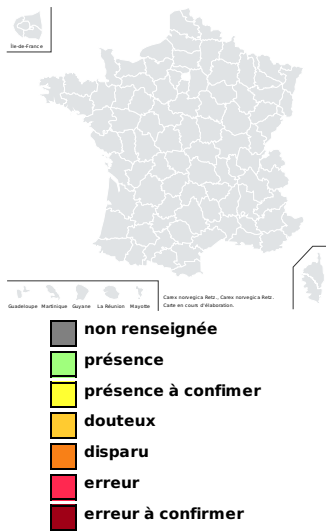 Île-de-France
Guadeloupe Martinique Guyane La Réunion Mayotte
Carex norvegica Retz., Carex norvegica Retz.
Carte en cours d'élaboration.
non renseignée
présence
présence à confimer
douteux
disparu
erreur
erreur à confirmer